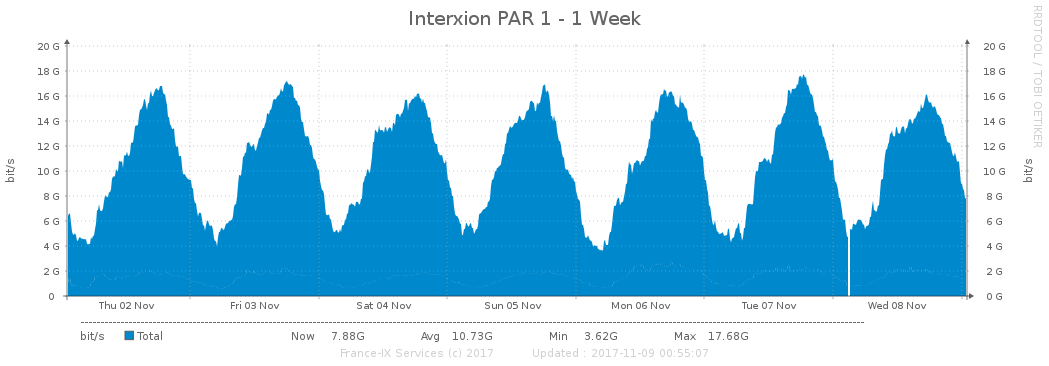 Interxion PAR 1 - 1 Week
RRDTOOL / TOBI OETIKER
20 G 20 G
18 G 18 G
16 G 16 G
14 G 14 G
12 G 12 G
10 G 10 G
8 G 8 G
6 G 6 G
4 G 4 G
2 G 2 G
0 0 G
bit/s bit/s
Thu 02 Nov Fri 03 Nov Sat 04 Nov Sun 05 Nov Mon 06 Nov Tue 07 Nov Wed 08 Nov
bit/s Total Now 7.88G Avg 10.73G Min 3.62G Max 17.68G
France-IX Services (c) 2017 Updated : 2017-11-09 00:55:07